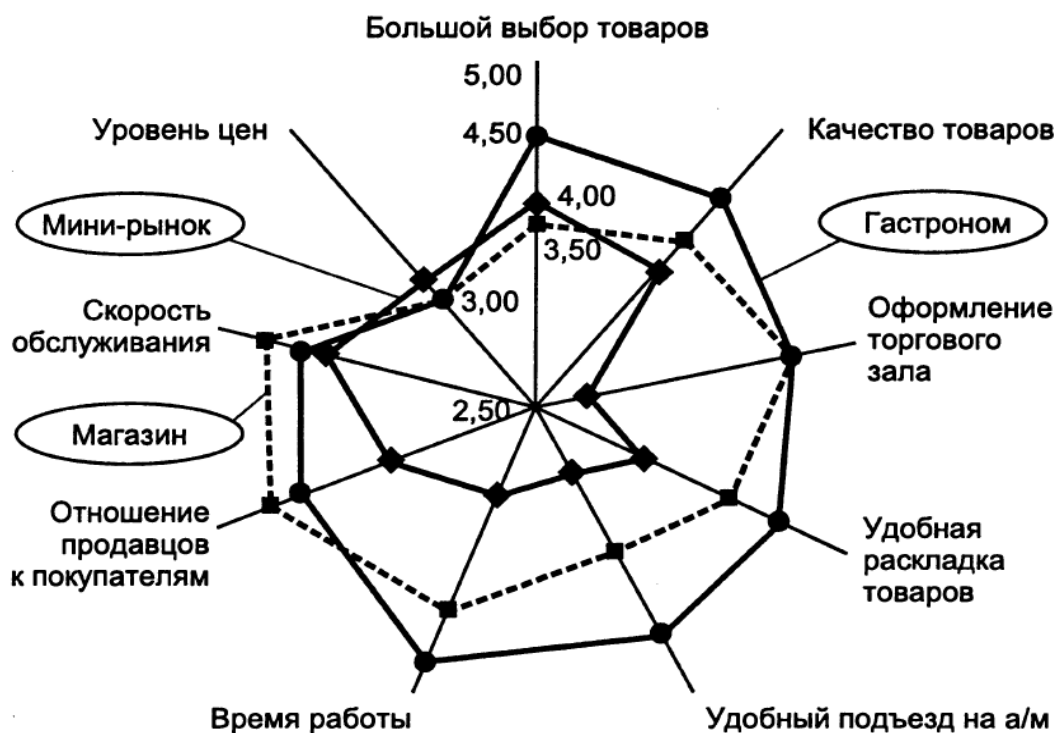 Большой выбор товаров
5,00
4,50
4,00
3,50
3,00
2,50
Качество товаров
Гастроном
Оформление
торгового
зала
Удобная
раскладка
товаров
Удобный подъезд на а/м
Время работы
Отношение
продавцов
к покупателям
Магазин
Скорость
обслуживания
Мини-рынок
Уровень цен